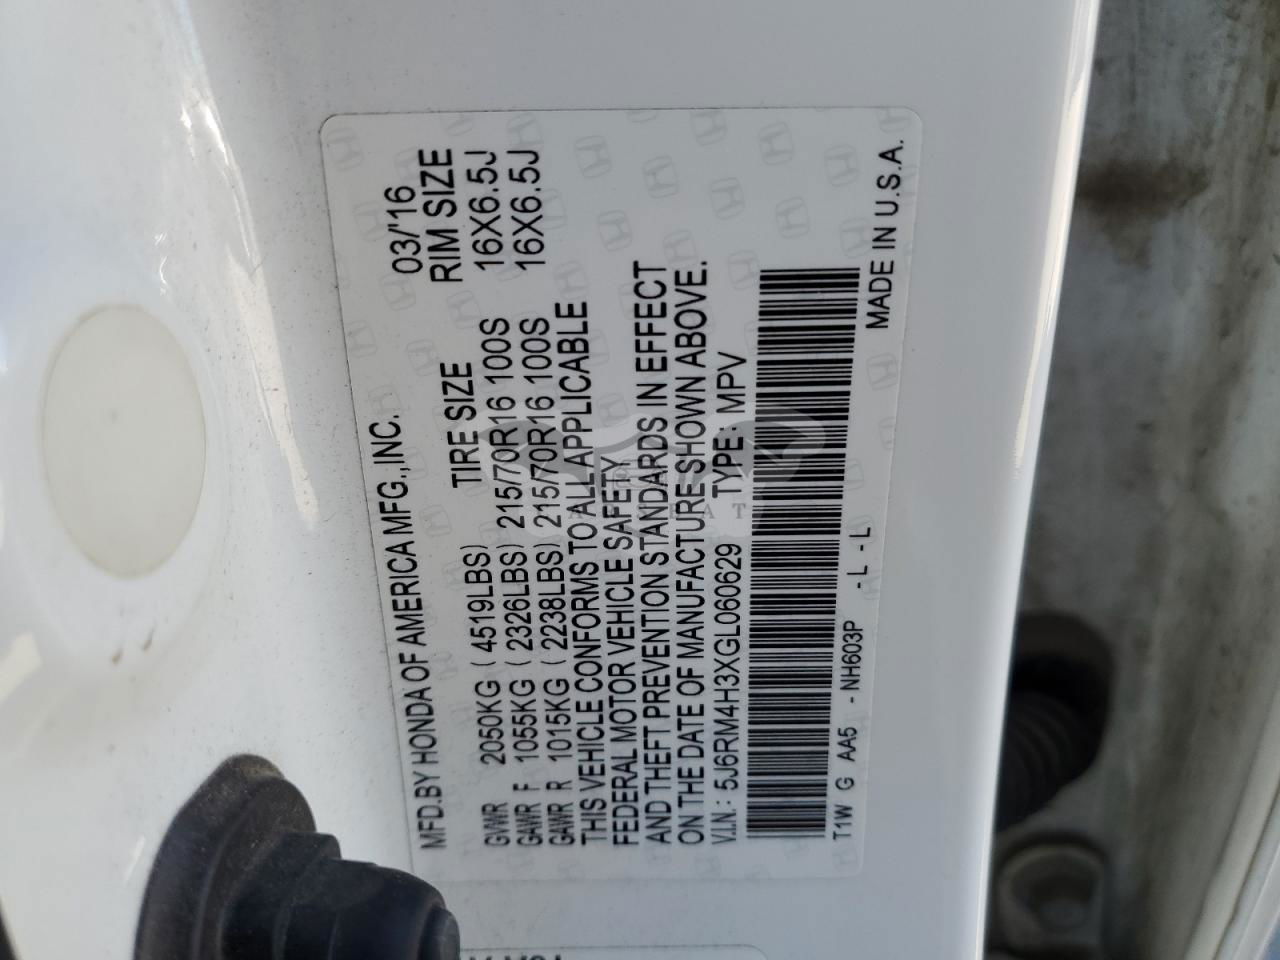 MFD.BY HONDA OF AMERICA MFG.,INC. 03/'16
TIRE SIZE RIM SIZE
GVWR 2050KG ( 4519LBS)
GAWR F 1055KG ( 2326LBS) 215/70R16 100S 16X6.5J
GAWR R 1015KG ( 2238LBS) 215/70R16 100S 16X6.5J
THIS VEHICLE CONFORMS TO ALL APPLICABLE
FEDERAL MOTOR VEHICLE SAFETY
AND THEFT PREVENTION STANDARDS IN EFFECT
ON THE DATE OF MANUFACTURE SHOWN ABOVE.
V.I.N.: 5J6RM4H3XGL060629 TYPE: MPV
T1W G AA5 - NH603P - L - L
MADE IN U.S.A.